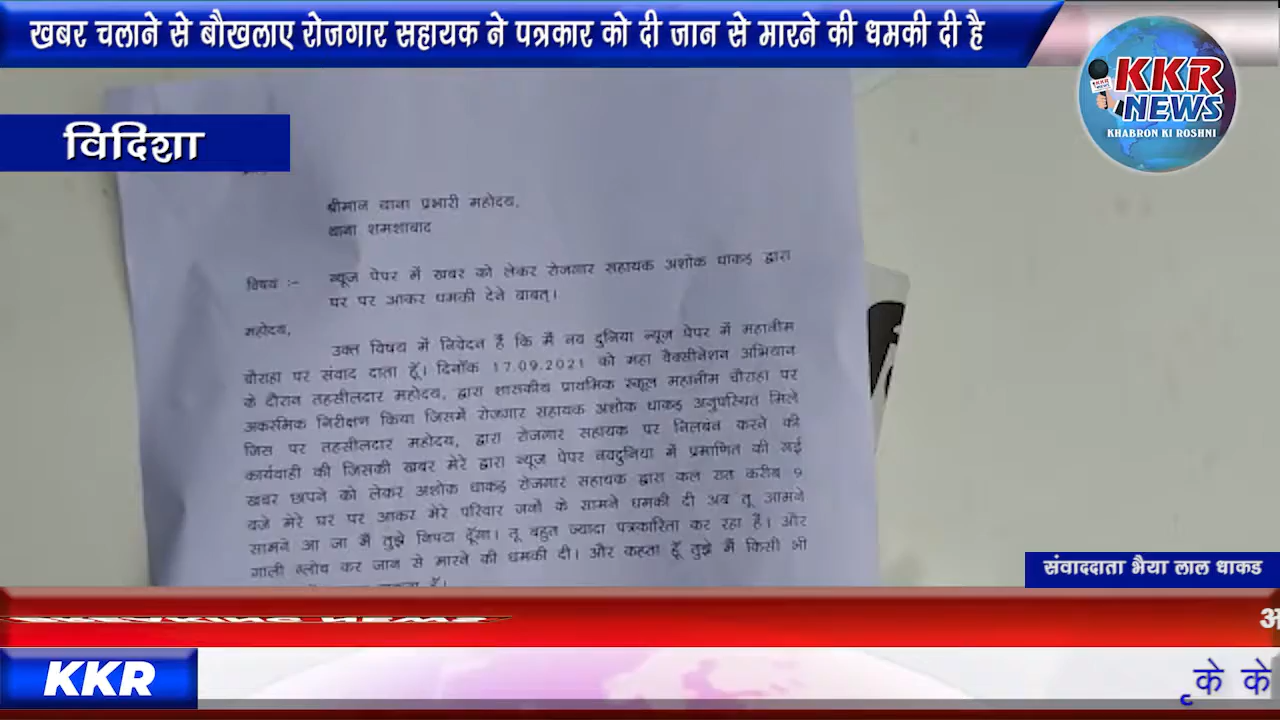 खबर चलाने से बौखलाए रोजगार सहायक ने पत्रकार को दी जान से मारने की धमकी दी है
KKR
NEWS
KHABRON KI ROSHNI
विदिशा
श्रीमान थाना प्रभारी महोदय,
थाना शमशाबाद
विषय :- न्यूज पेपर में खबर को लेकर रोजगार सहायक अशोक धाकड़ द्वारा
घर पर आकर धमकी देने बाबत्।
महोदय,
उक्त विषय में निवेदन है कि मैं नव दुनिया न्यूज पेपर में महानीम
चौराहा पर संवाद दाता हूँ। दिनाँक 17.09.2021 को महा वैक्सीनेशन अभियान
के दौरान तहसीलदार महोदय, द्वारा शासकीय प्राथमिक स्कूल महानीम चौराहा पर
अकस्मिक निरीक्षण किया जिसमें रोजगार सहायक अशोक धाकड़ अनुपस्थित मिले
जिस पर तहसीलदार महोदय, द्वारा रोजगार सहायक पर निलबंन करने की
कार्यवाही की जिसकी खबर मेरे द्वारा न्यूज पेपर नवदुनिया में प्रमाणित की गई
खबर छापने को लेकर अशोक धाकड़ रोजगार सहायक द्वारा कल रात करीब 9
बजे मेरे घर पर आकर मेरे परिवार जनों के सामने धमकी दी अब तू आमने
सामने आ जा मैं तुझे निपटा दूँगा। तू बहुत ज्यादा पत्रकारिता कर रहा है। और
गाली ग्लोच कर जान से मारने की धमकी दी। और कहता हूँ तुझे मैं किसी भी
संवाददाता भैया लाल धाकड
KKR
के के